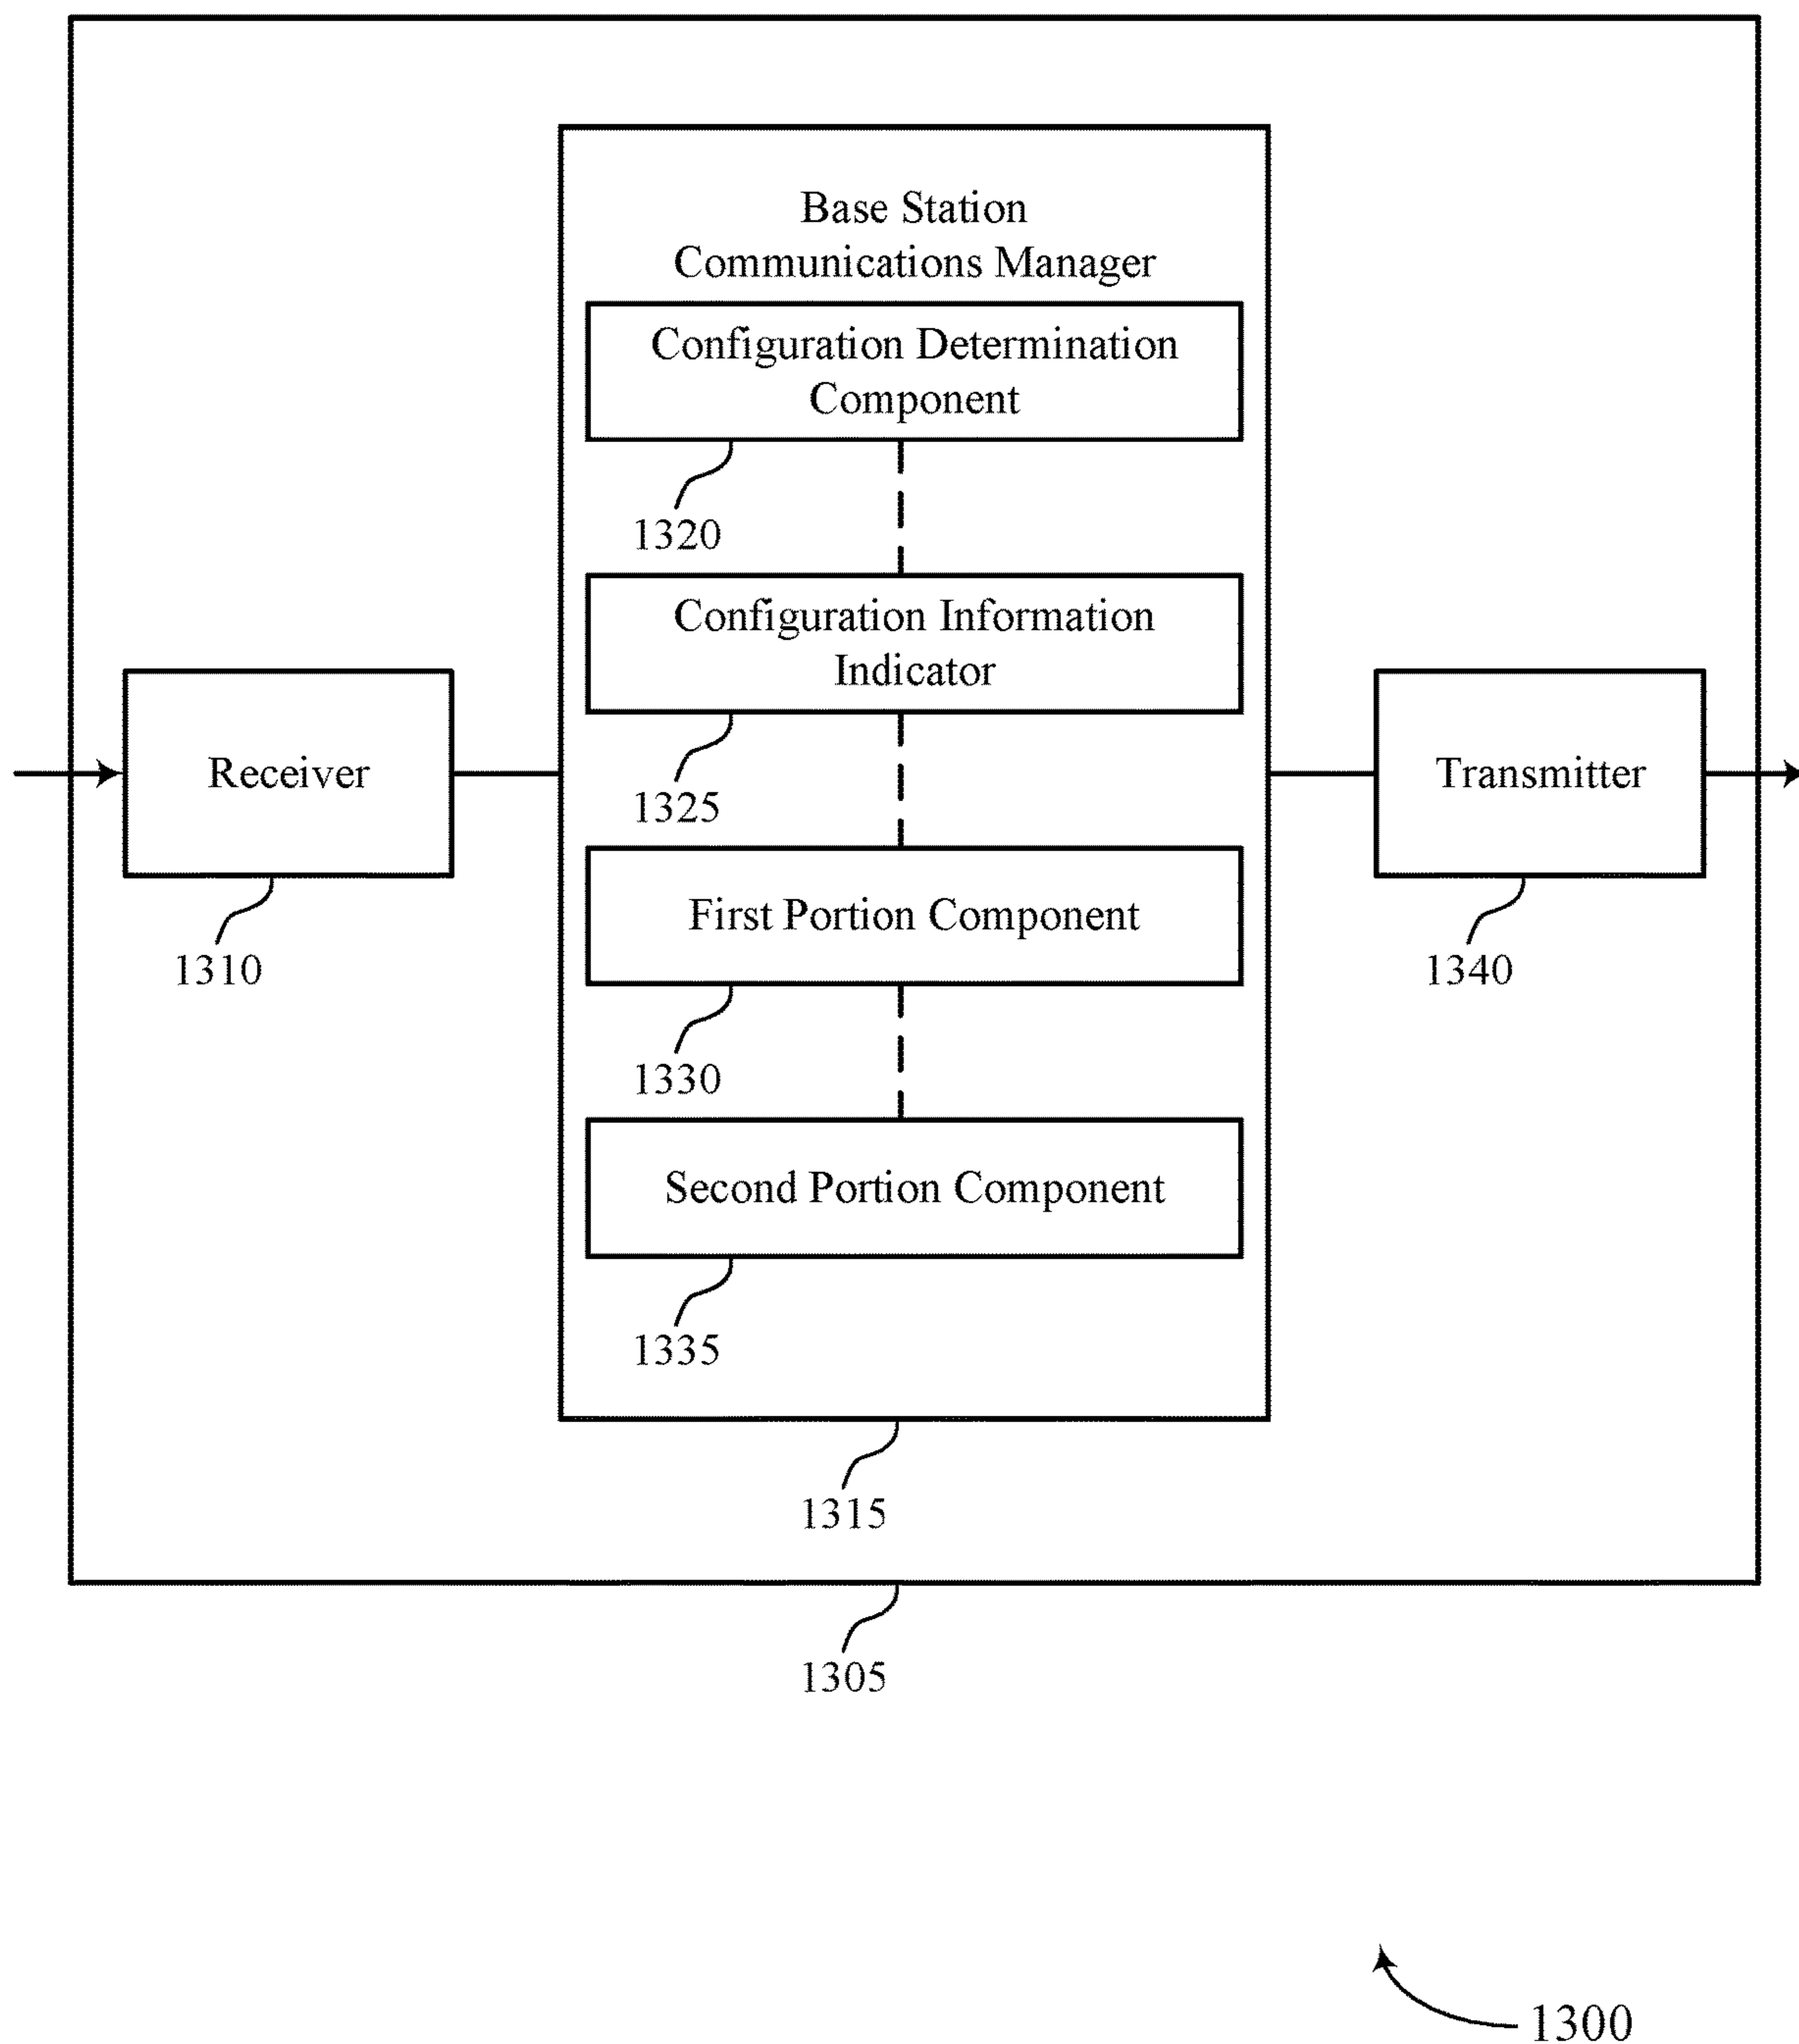 Base Station
Communications Manager
Configuration Determination
Component
1320
Configuration Information
Indicator
1325
Receiver
1310
First Portion Component
1330
Second Portion Component
1335
Transmitter
1340
1315
1305
1300